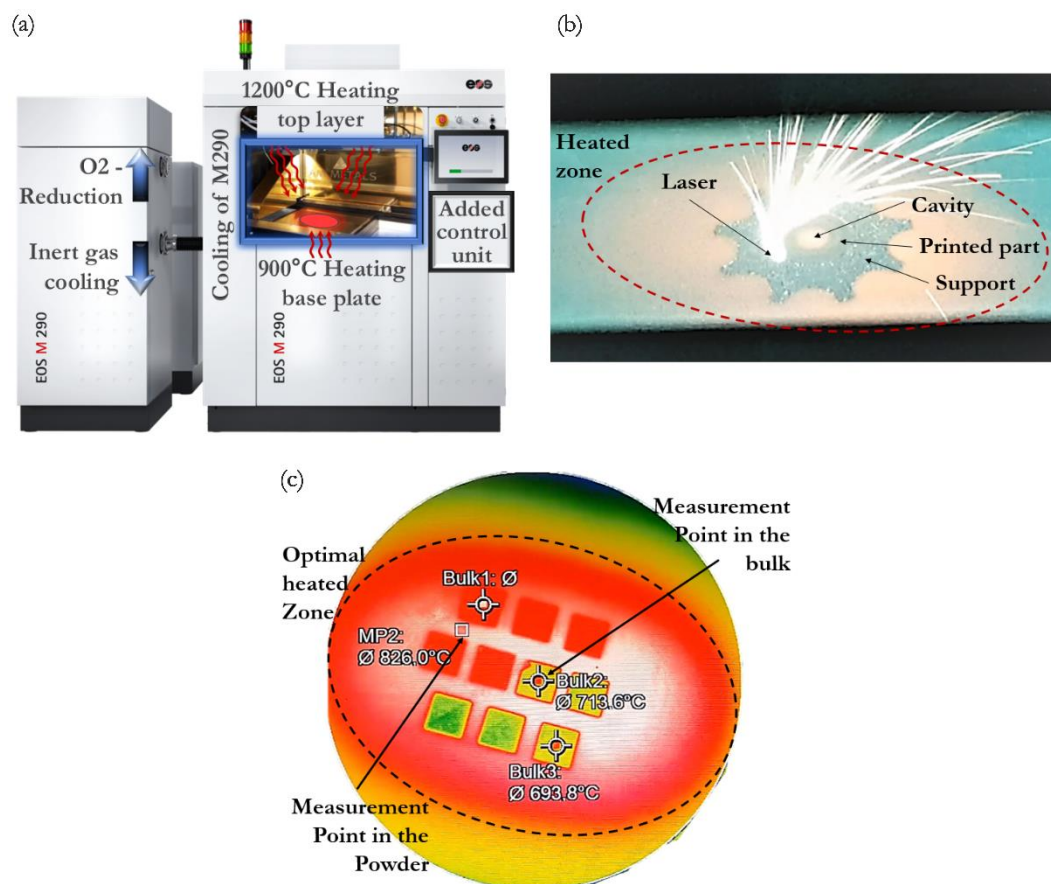 (a)
1200°C Heating
top layer
eos
O2 -
Reduction
Inert gas
cooling
Cooling of M290
METALS
Added
control
unit
900°C Heating
base plate
EOS M 290
EOS M 290
(b)
Heated
zone
Laser
Cavity
Printed part
Support
(c)
Measurement
Point in the
bulk
Optimal
heated
Zone
Bulk1: Ø
MP2:
Ø 826,0°C
Bulk2:
Ø 713.6°C
Bulk3:
Ø 693,8°C
Measurement
Point in the
Powder